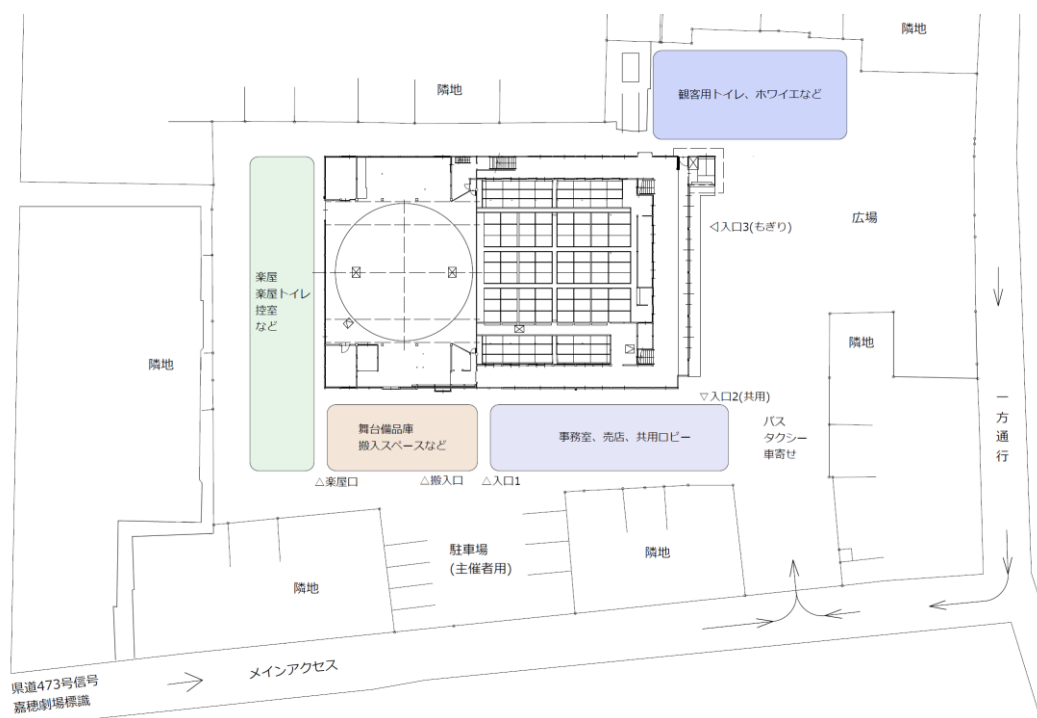 隣地
隣地
観客用トイレ、ホワイエなど
広場
◁入口3(もぎり)
楽屋
楽屋トイレ
控室
など
隣地
隣地
一方通行
▽入口2(共用)
バス
タクシー
車寄せ
舞台備品庫
搬入スペースなど
事務室、売店、共用ロビー
△楽屋口
△搬入口
△入口1
駐車場
(主催者用)
隣地
隣地
メインアクセス
県道473号信号
嘉穂劇場標識